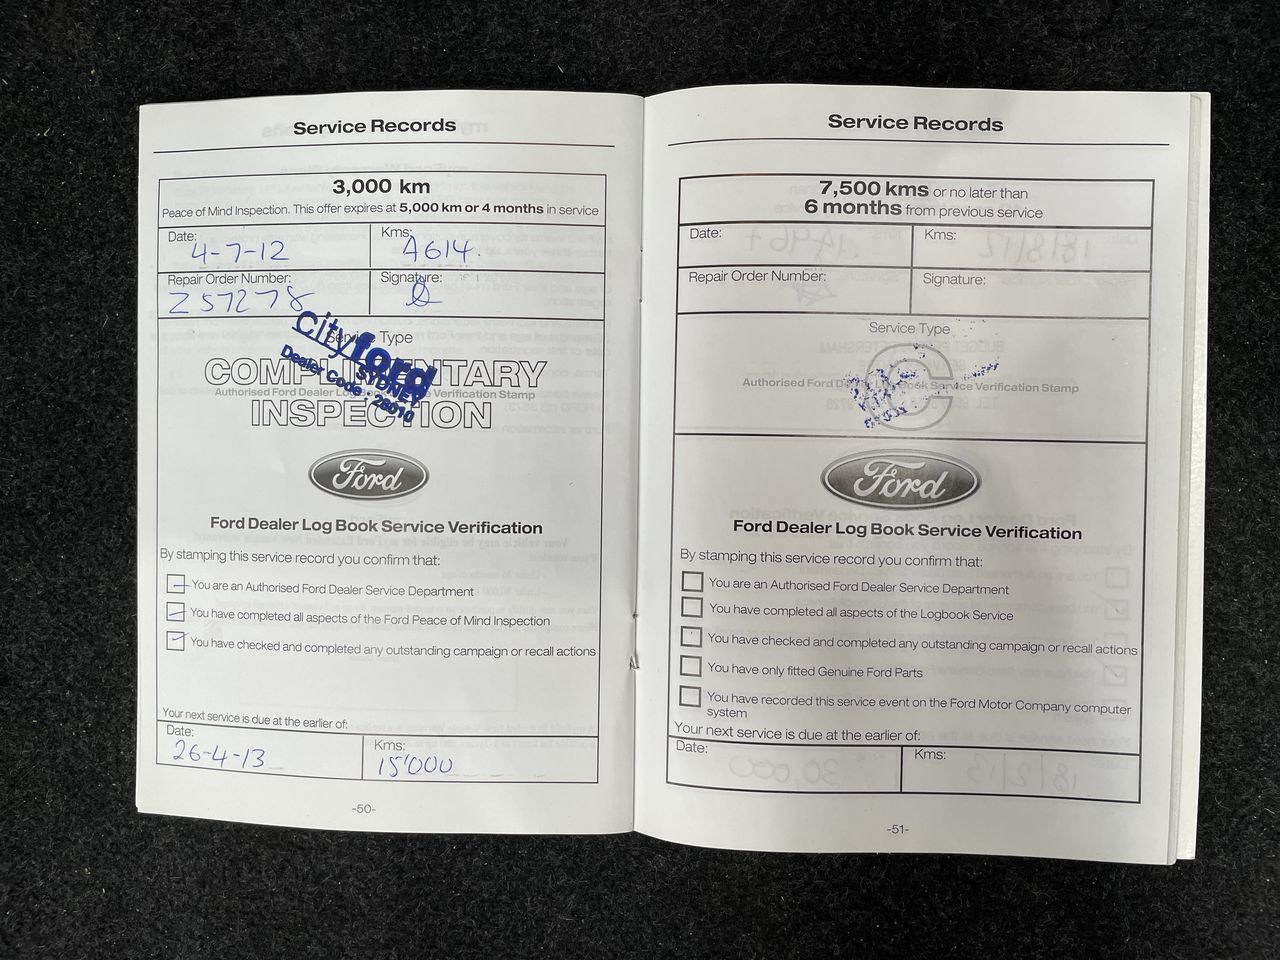 Service Records
3,000 km
Peace of Mind Inspection. This offer expires at 5,000 km or 4 months in service
Date: 4-7-12
Kms: 4614.
Repair Order Number: Z57278
Signature:
Service Type
COMPLIMENTARY
Authorised Ford Dealer Log Book Service Verification Stamp
INSPECTION
Cityford
SYDNEY
Dealer Code: 28010
Ford
Ford Dealer Log Book Service Verification
By stamping this service record you confirm that:
You are an Authorised Ford Dealer Service Department
You have completed all aspects of the Ford Peace of Mind Inspection
You have checked and completed any outstanding campaign or recall actions
Your next service is due at the earlier of:
Date: 26-4-13
Kms: 15'000
-50-
Service Records
7,500 kms or no later than
6 months from previous service
Date:
Kms:
Repair Order Number:
Signature:
Service Type
C
Authorised Ford Dealer Log Book Service Verification Stamp
Ford
Ford Dealer Log Book Service Verification
By stamping this service record you confirm that:
You are an Authorised Ford Dealer Service Department
You have completed all aspects of the Logbook Service
You have checked and completed any outstanding campaign or recall actions
You have only fitted Genuine Ford Parts
You have recorded this service event on the Ford Motor Company computer
system
Your next service is due at the earlier of:
Date:
Kms:
-51-